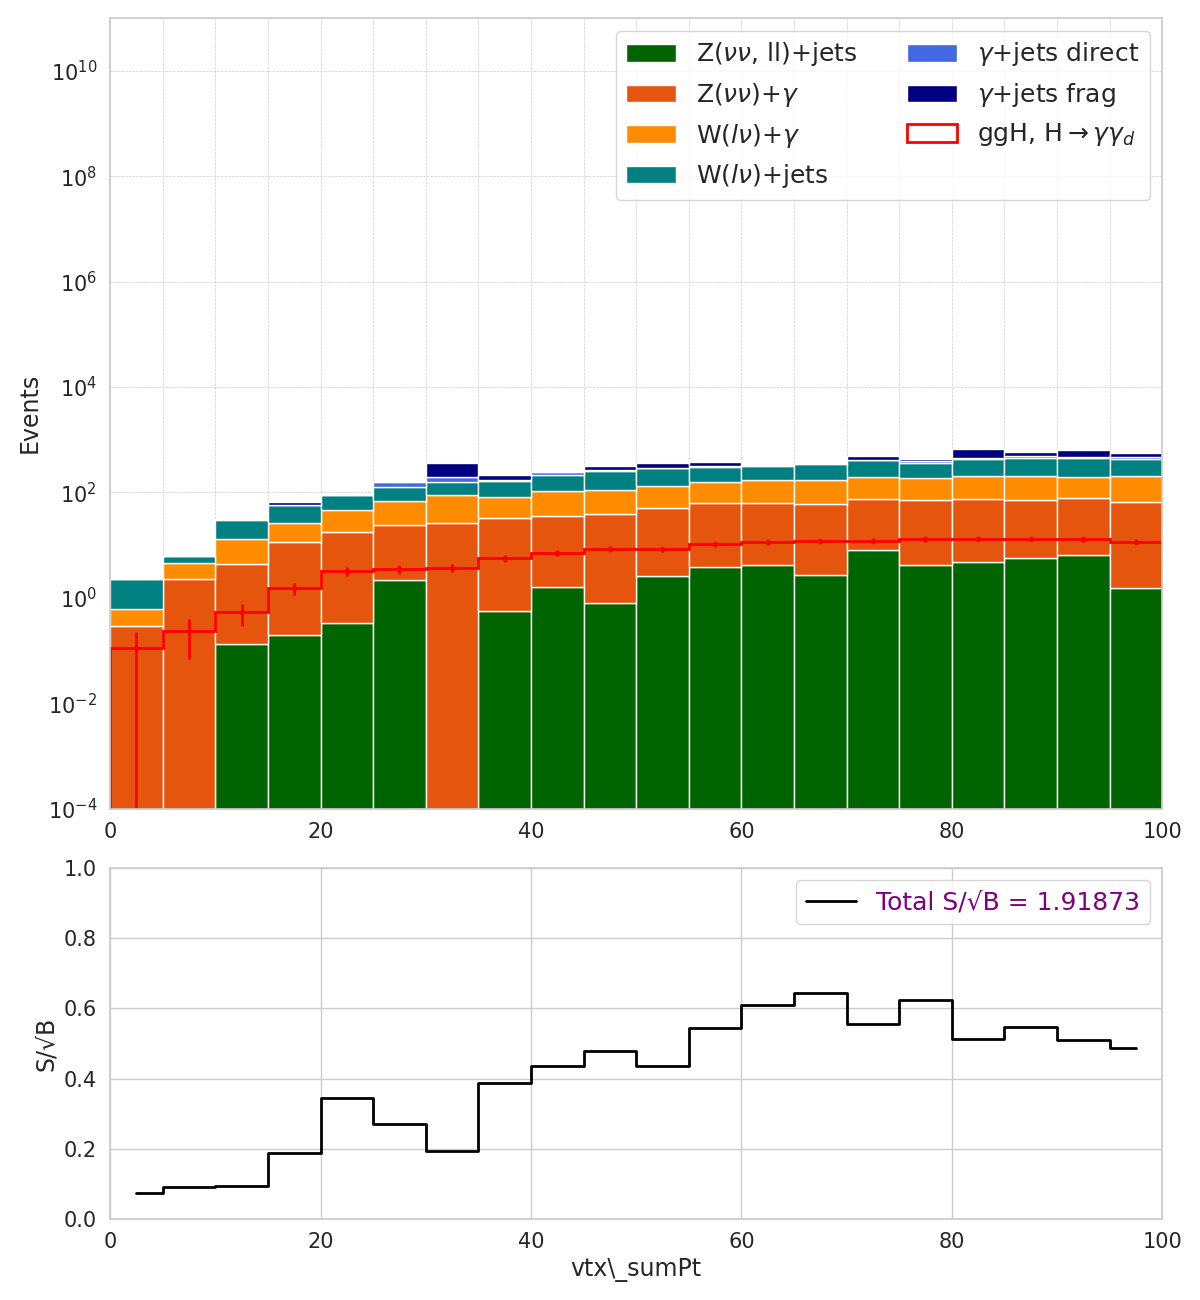 Z(νν, ll)+jets
Z(νν)+γ
W(lν)+γ
W(lν)+jets
γ+jets direct
γ+jets frag
ggH, H→γγ_d
Events
10^10
10^8
10^6
10^4
10^2
10^0
10^−2
10^−4
0 20 40 60 80 100
Total S/√B = 1.91873
S/√B
1.0
0.8
0.6
0.4
0.2
0.0
0 20 40 60 80 100
vtx\_sumPt